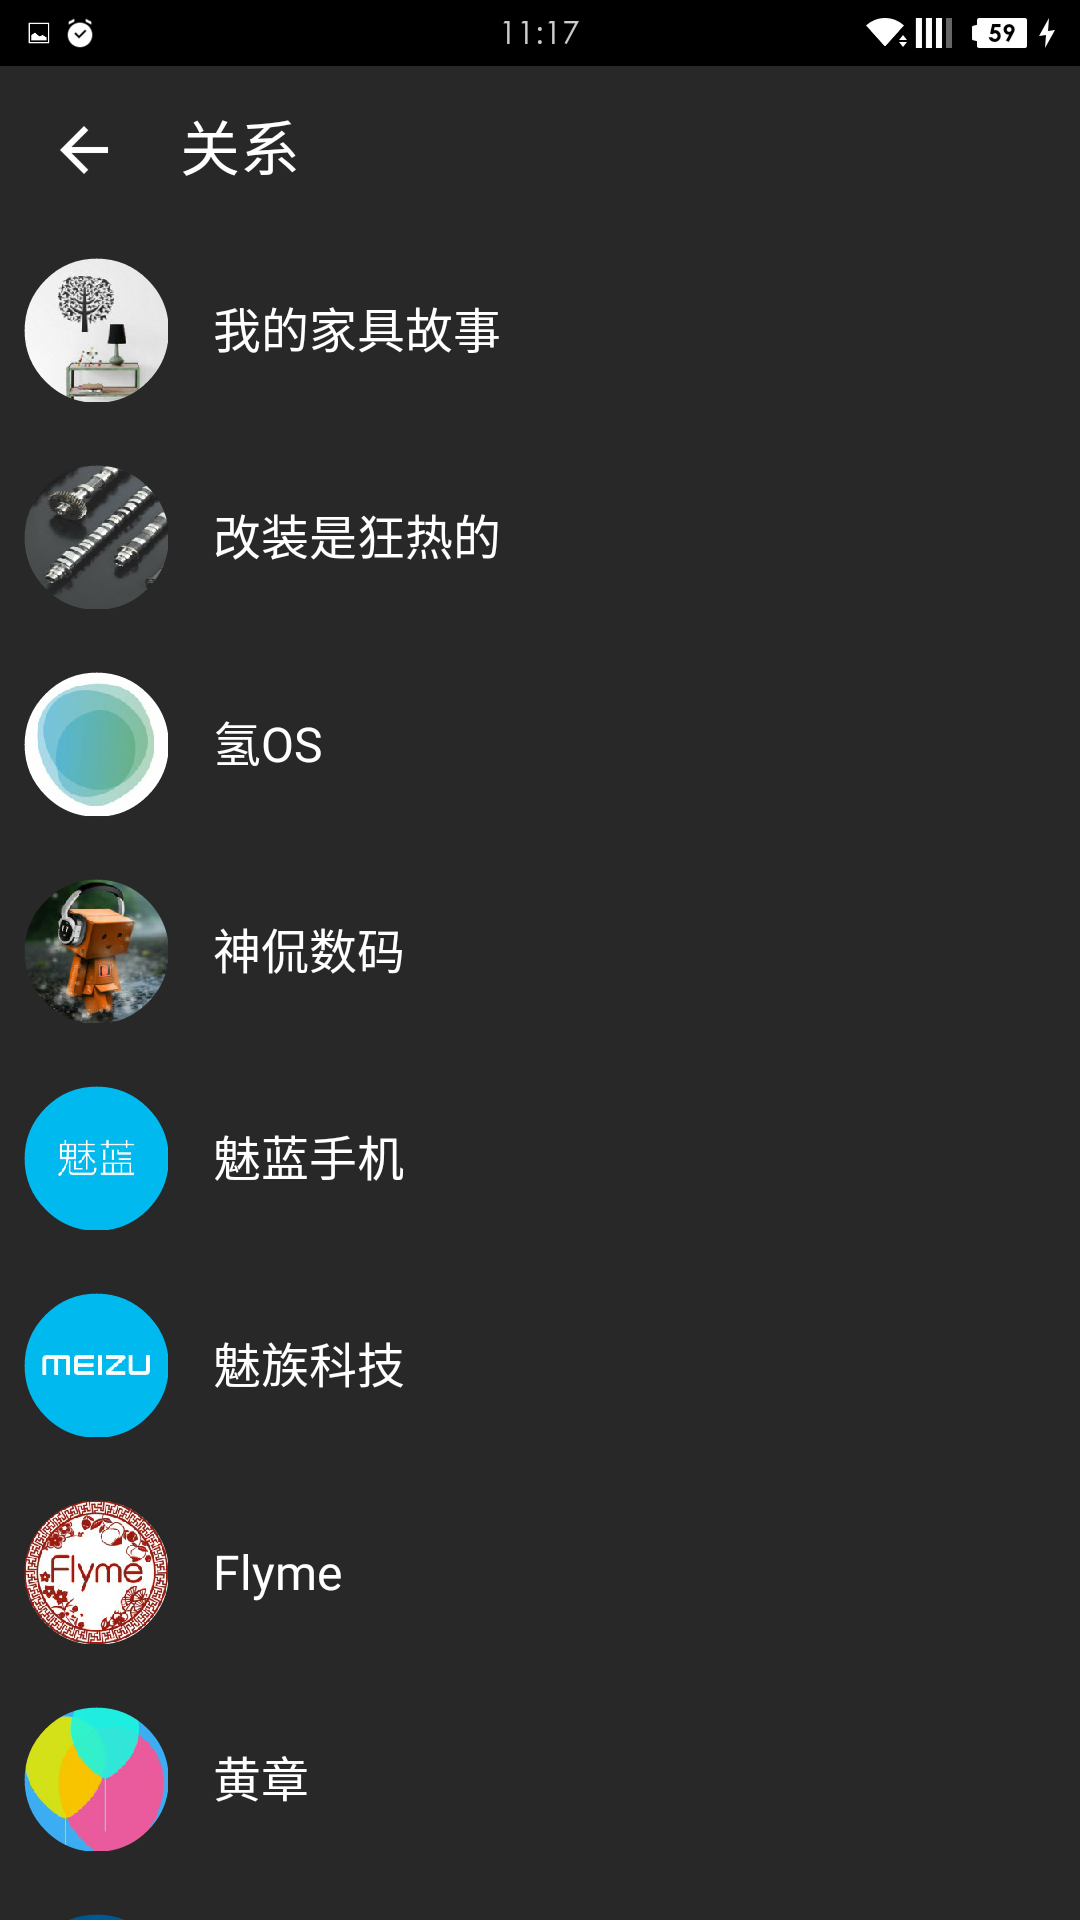 11:17
59
关系
我的家具故事
改装是狂热的
氢OS
神侃数码
魅蓝
魅蓝手机
MEIZU
魅族科技
Flyme
Flyme
黄章